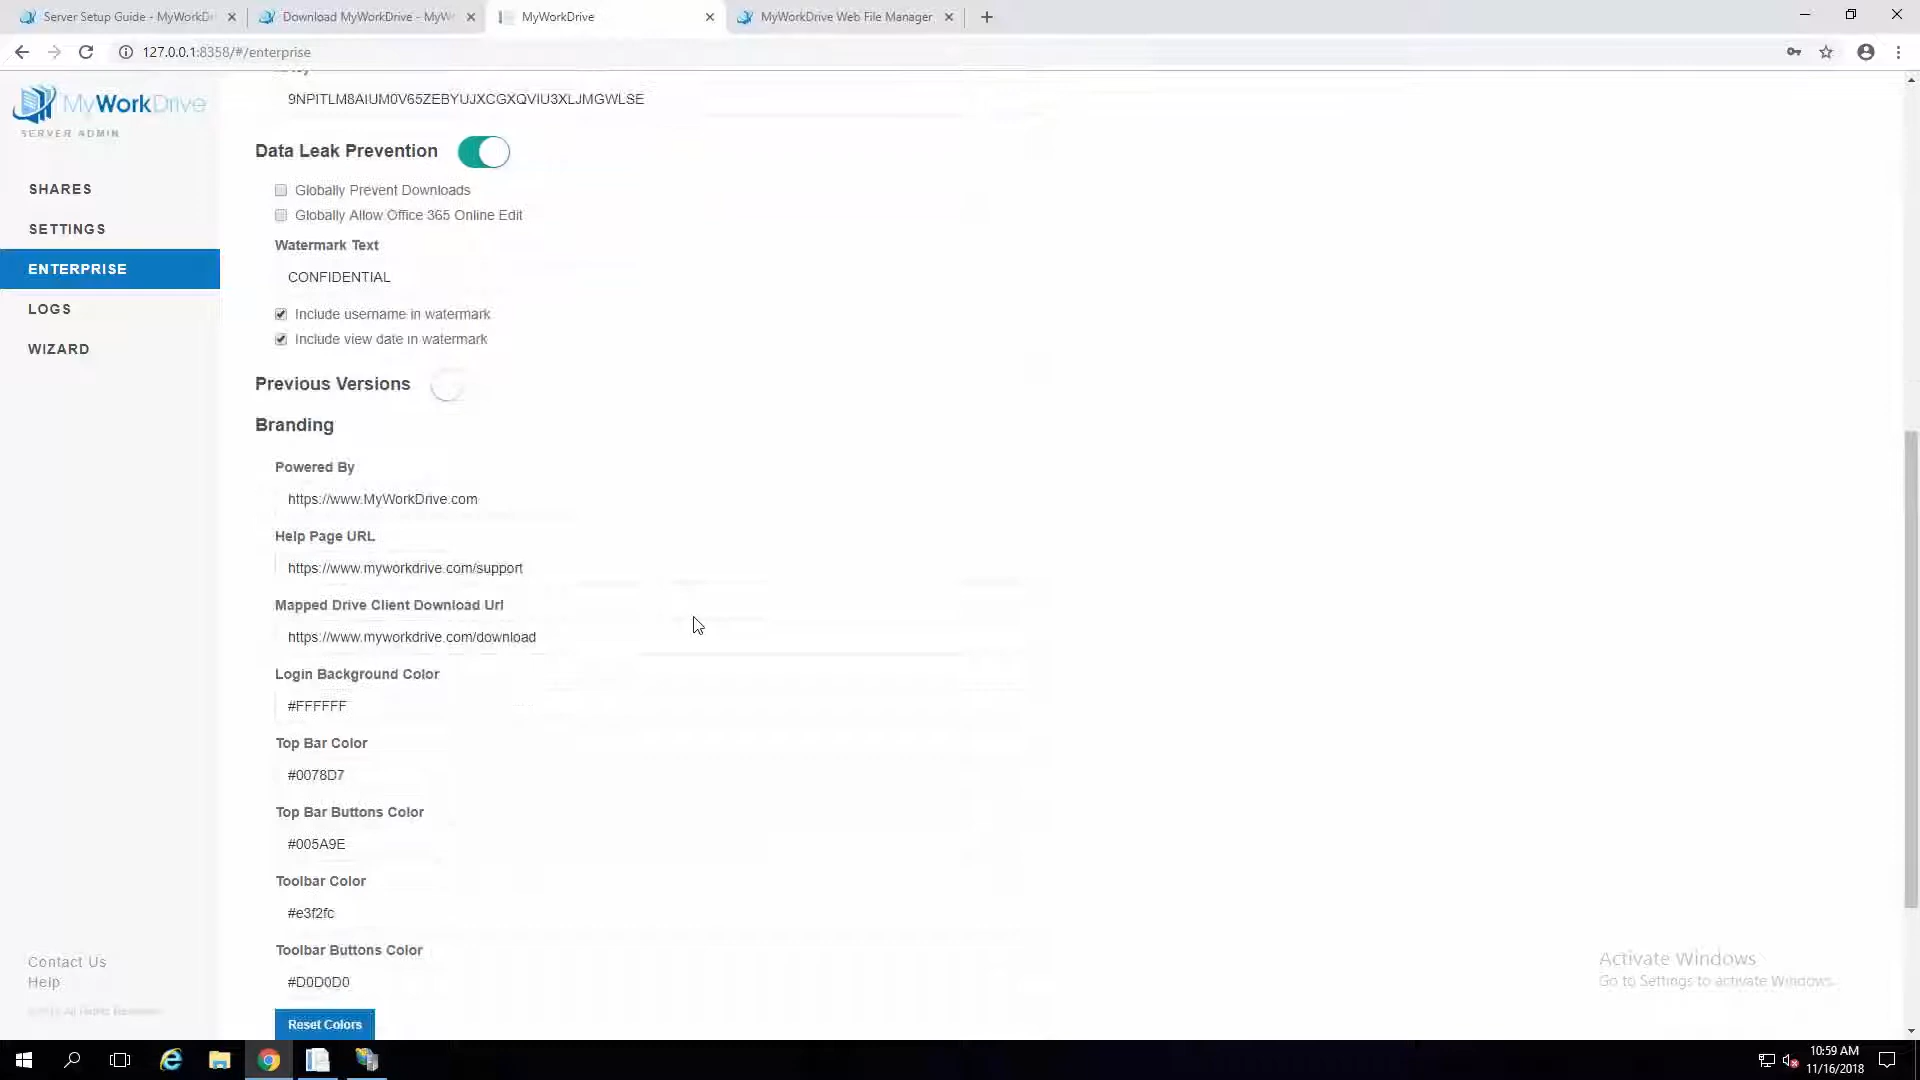 Server Setup Guide - MyWorkDr
Download MyWorkDrive - MyW
MyWorkDrive
MyWorkDrive Web File Manager
127.0.0.1:8358/#/enterprise
MyWorkDrive
SERVER ADMIN
SHARES
SETTINGS
ENTERPRISE
LOGS
WIZARD
9NPITLM8AIUM0V65ZEBYUJXCGXQVIU3XLJMGWLSE
Data Leak Prevention
Globally Prevent Downloads
Globally Allow Office 365 Online Edit
Watermark Text
CONFIDENTIAL
Include username in watermark
Include view date in watermark
Previous Versions
Branding
Powered By
https://www.MyWorkDrive.com
Help Page URL
https://www.myworkdrive.com/support
Mapped Drive Client Download Url
https://www.myworkdrive.com/download
Login Background Color
#FFFFFF
Top Bar Color
#0078D7
Top Bar Buttons Color
#005A9E
Toolbar Color
#e3f2fc
Toolbar Buttons Color
#D0D0D0
Reset Colors
Contact Us
Help
All Rights Reserved
Activate Windows
Go to Settings to activate Windows.
10:59 AM
11/16/2018